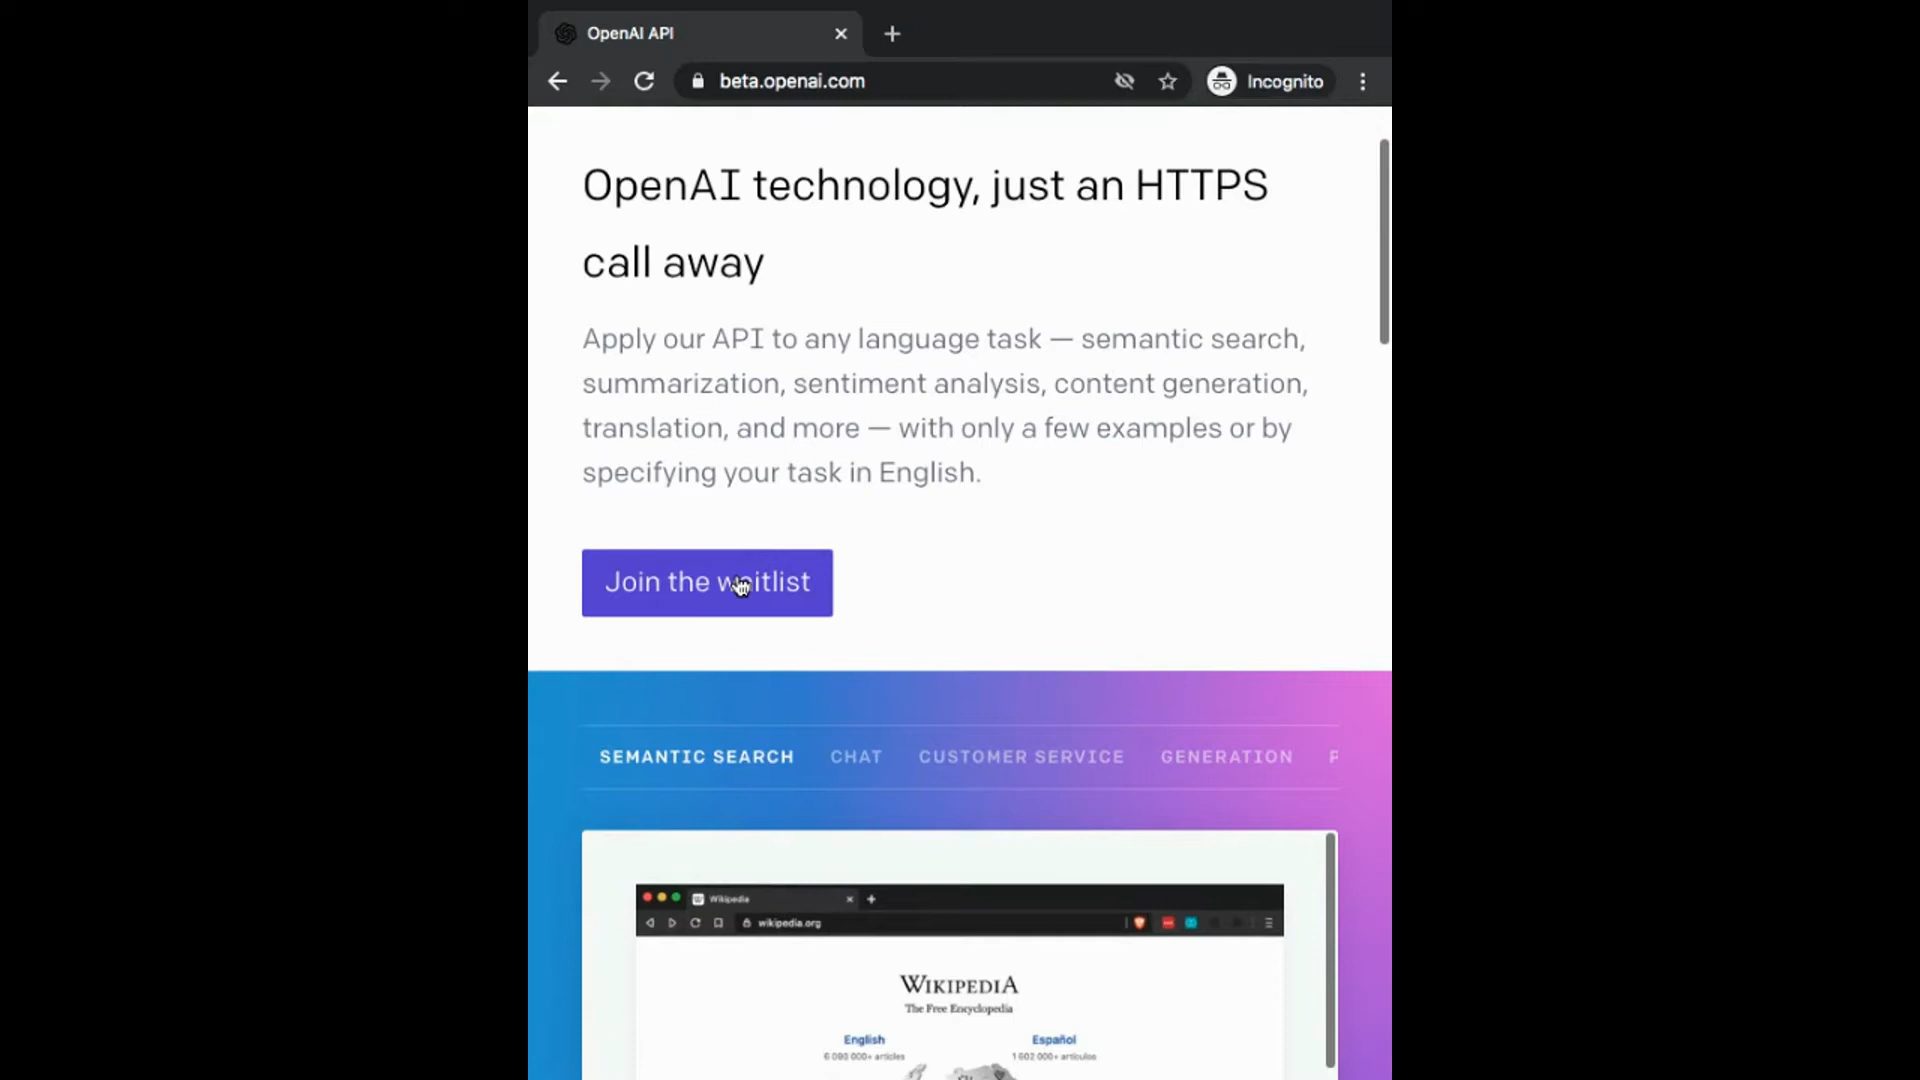 OpenAI API
beta.openai.com
Incognito
OpenAI technology, just an HTTPS
call away
Apply our API to any language task — semantic search,
summarization, sentiment analysis, content generation,
translation, and more — with only a few examples or by
specifying your task in English.
Join the waitlist
SEMANTIC SEARCH CHAT CUSTOMER SERVICE GENERATION P
Wikipedia
wikipedia.org
WIKIPEDIA
The Free Encyclopedia
English Español
6 090 000+ articles 1 602 000+ artículos